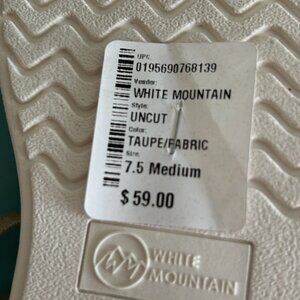 UPC:
0195690768139
Vendor:
WHITE MOUNTAIN
Style:
UNCUT
Color:
TAUPE/FABRIC
Size:
7.5 Medium
$59.00
WHITE
MOUNTAIN